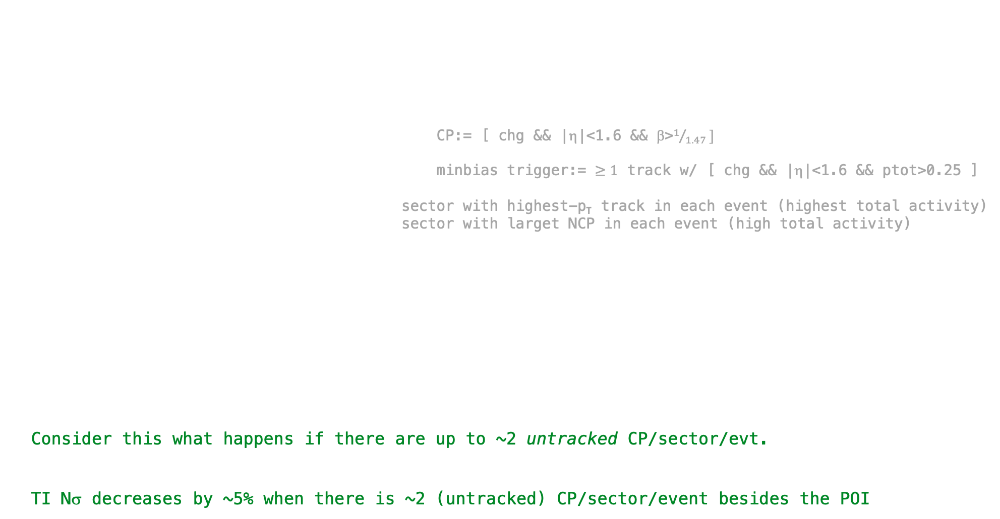 CP:= [ chg && |η|<1.6 && β>¹/₁.₄₇]
minbias trigger:= ≥1 track w/ [ chg && |η|<1.6 && ptot>0.25 ]
sector with highest-pT track in each event (highest total activity)
sector with larget NCP in each event (high total activity)
Consider this what happens if there are up to ~2 untracked CP/sector/evt.
TI Nσ decreases by ~5% when there is ~2 (untracked) CP/sector/event besides the POI